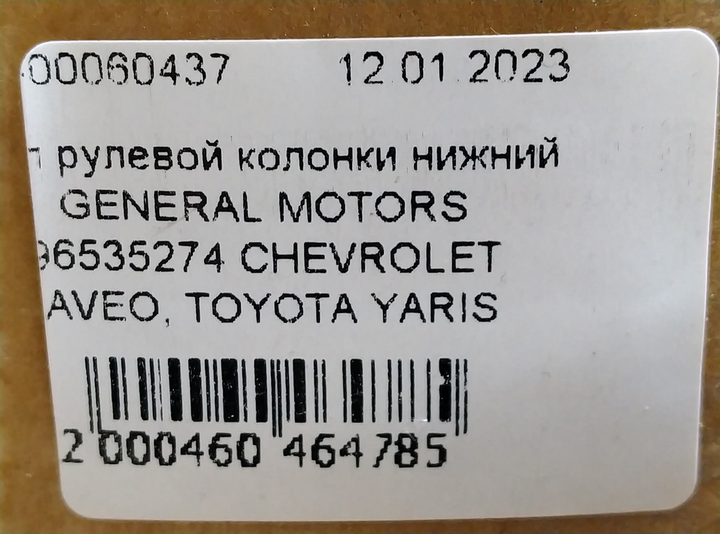 00060437 12 01 2023
рулевой колонки нижний
GENERAL MOTORS
96535274 CHEVROLET
AVEO, TOYOTA YARIS
2 000460 464785